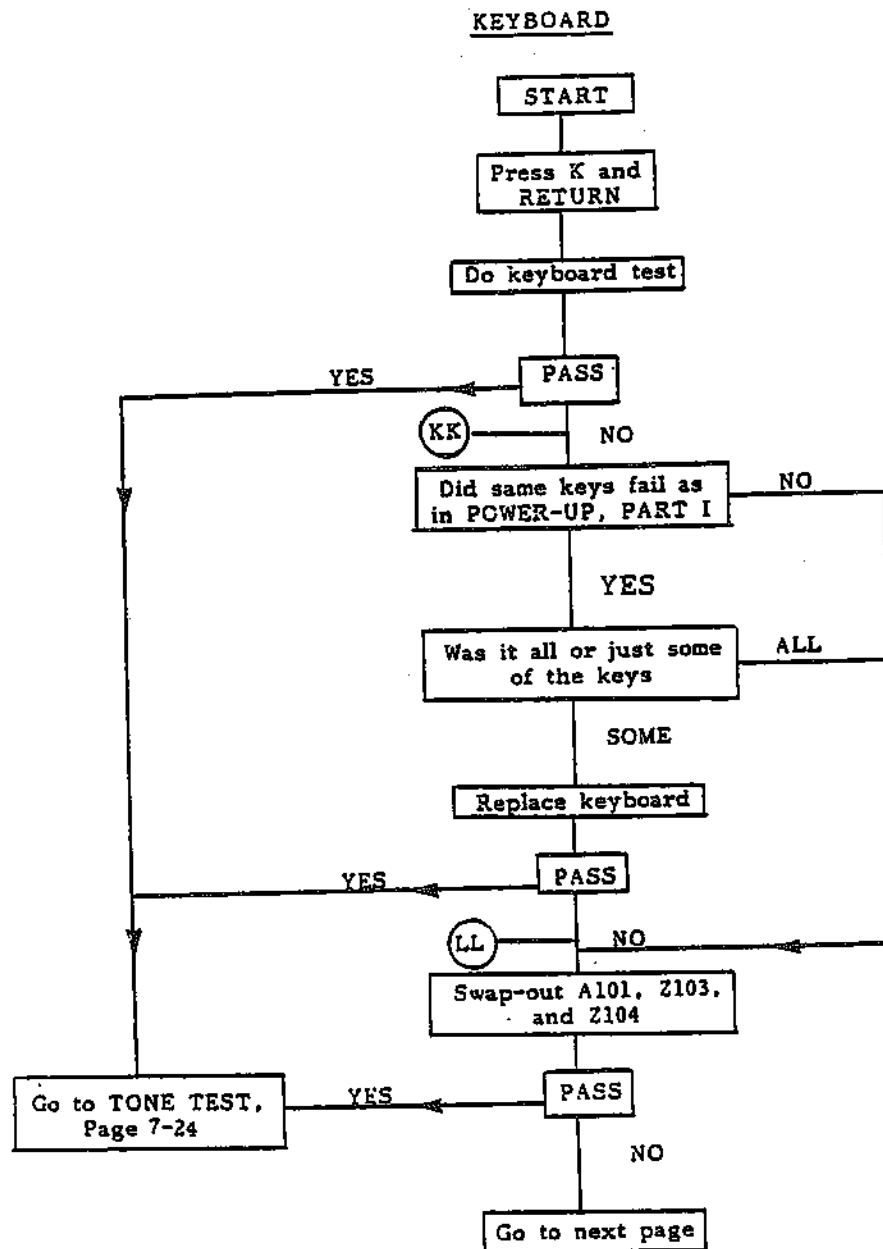 KEYBOARD
START
Press K and
RETURN
Do keyboard test
PASS
YES
KK
NO
Did same keys fail as
in POWER-UP, PART I
NO
YES
Was it all or just some
of the keys
ALL
SOME
Replace keyboard
PASS
YES
LL
NO
Swap-out A101, Z103,
and Z104
PASS
YES
Go to TONE TEST,
Page 7-24
NO
Go to next page